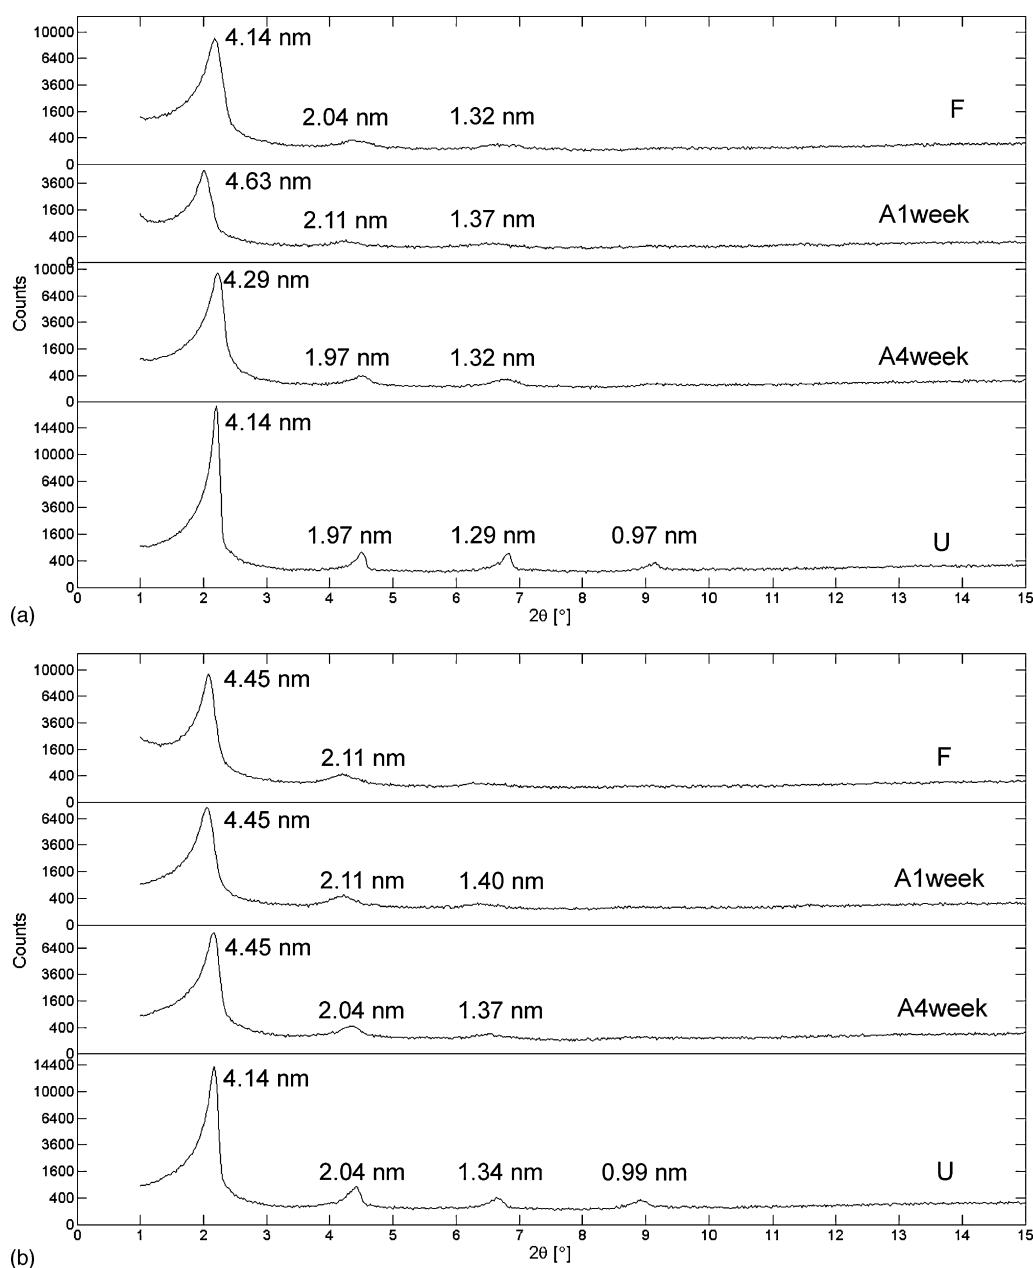 10000
4.14 nm
6400
3600
2.04 nm
1.32 nm
F
1600
400
0
3600
4.63 nm
1600
2.11 nm
1.37 nm
A1week
400
0
10000
4.29 nm
6400
Counts
3600
1600
1.97 nm
1.32 nm
A4week
400
0
4.14 nm
14400
10000
6400
3600
1600
1.97 nm
1.29 nm
0.97 nm
U
400
0
0 1 2 3 4 5 6 7 8 9 10 11 12 13 14 15
(a)
2θ [°]
10000
4.45 nm
6400
3600
1600
2.11 nm
F
400
0
6400
4.45 nm
3600
1600
2.11 nm
1.40 nm
A1week
400
0
Counts
6400
4.45 nm
3600
1600
2.04 nm
1.37 nm
A4week
400
0
14400
4.14 nm
10000
6400
3600
1600
2.04 nm
1.34 nm
0.99 nm
U
400
0
0 1 2 3 4 5 6 7 8 9 10 11 12 13 14 15
(b)
2θ [°]